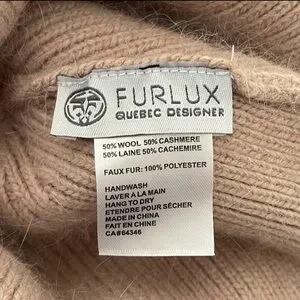 FURLUX
QUEBEC DESIGNER
50% WOOL 50% CASHMERE
50% LAINE 50% CACHEMIRE
FAUX FUR: 100% POLYESTER
HANDWASH
LAVER A LA MAIN
HANG TO DRY
ETENDRE POUR SÉCHER
MADE IN CHINA
FAIT EN CHINE
CA#64346